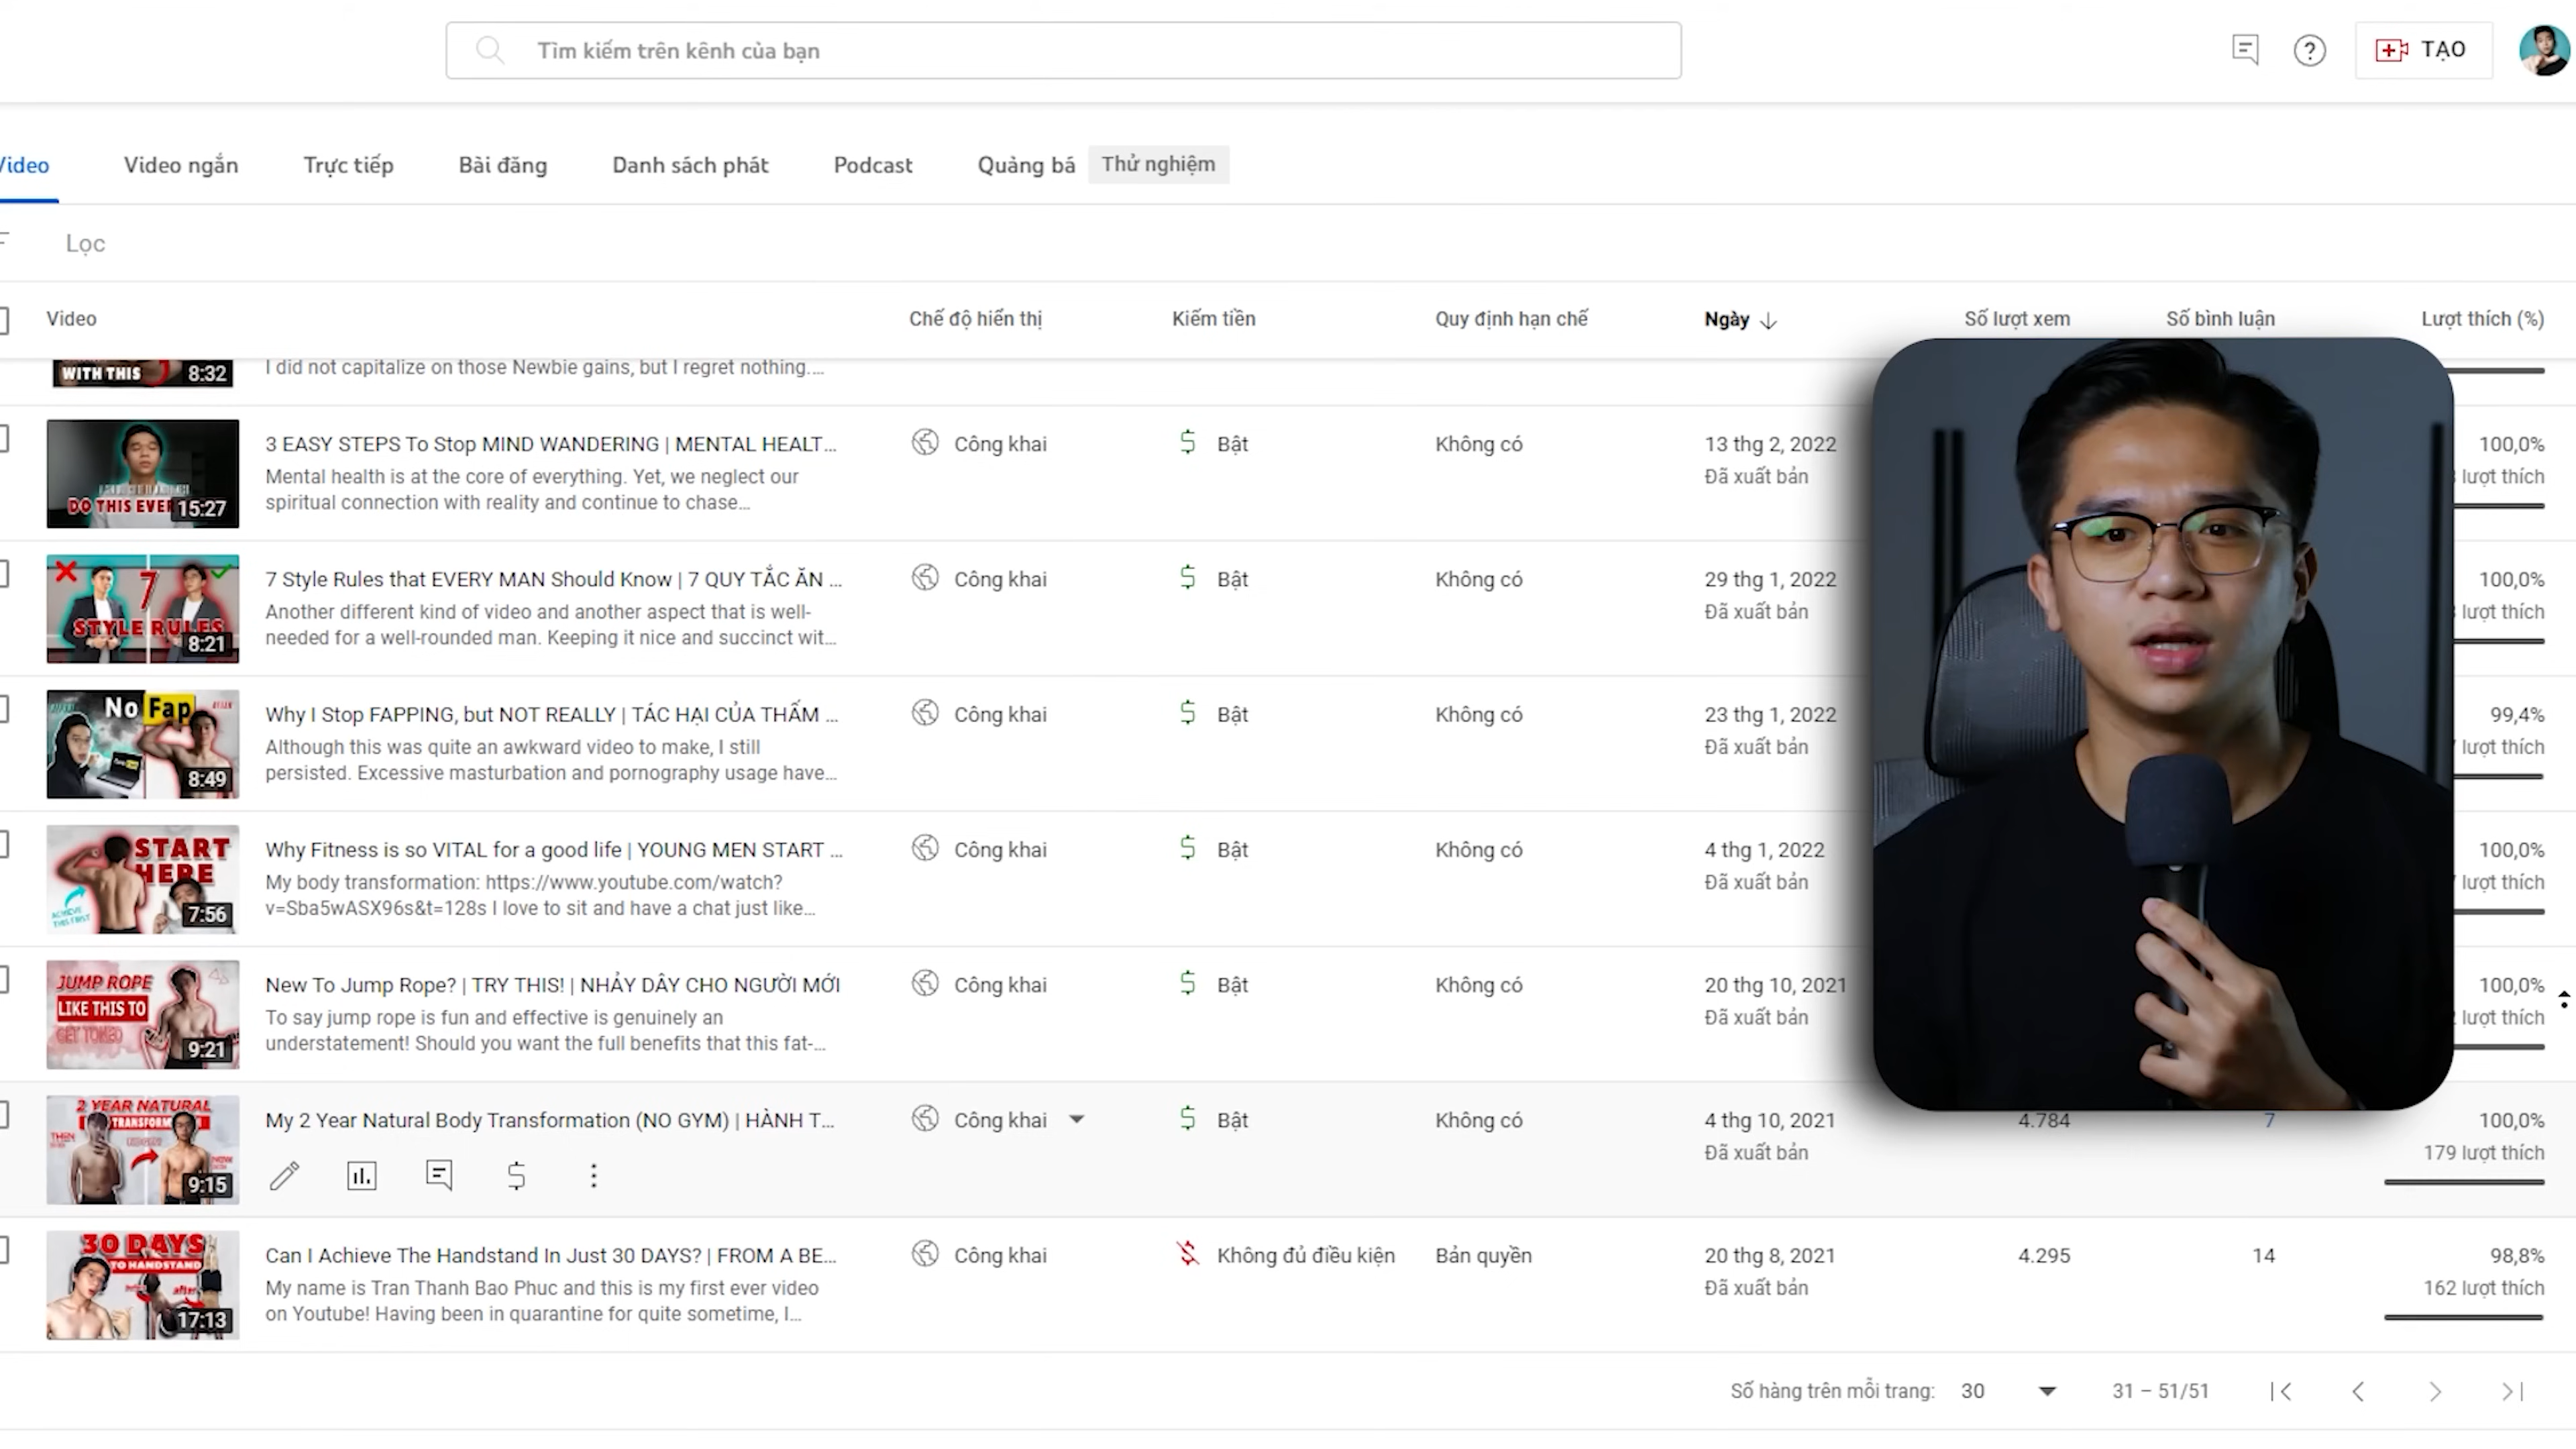 Tìm kiếm trên kênh của bạn
TẠO
Video Video ngắn Trực tiếp Bài đăng Danh sách phát Podcast Quảng bá Thử nghiệm
Lọc
Video Chế độ hiển thị Kiếm tiền Quy định hạn chế Ngày Số lượt xem Số bình luận Lượt thích (%)
WITH THIS 8:32
I did not capitalize on those Newbie gains, but I regret nothing....
DO THIS EVER 15:27
3 EASY STEPS To Stop MIND WANDERING | MENTAL HEALT... Công khai Bật Không có 13 thg 2, 2022 100,0%
Mental health is at the core of everything. Yet, we neglect our Đã xuất bản lượt thích
spiritual connection with reality and continue to chase...
7
STYLE RULES
8:21
7 Style Rules that EVERY MAN Should Know | 7 QUY TẮC ĂN ... Công khai Bật Không có 29 thg 1, 2022 100,0%
Another different kind of video and another aspect that is well- Đã xuất bản lượt thích
needed for a well-rounded man. Keeping it nice and succinct wit...
No Fap
8:49
Why I Stop FAPPING, but NOT REALLY | TÁC HẠI CỦA THẨM ... Công khai Bật Không có 23 thg 1, 2022 99,4%
Although this was quite an awkward video to make, I still Đã xuất bản lượt thích
persisted. Excessive masturbation and pornography usage have...
START
HERE
ACHIEVE
THIS FIRST
7:56
Why Fitness is so VITAL for a good life | YOUNG MEN START ... Công khai Bật Không có 4 thg 1, 2022 100,0%
My body transformation: https://www.youtube.com/watch? Đã xuất bản lượt thích
v=Sba5wASX96s&t=128s I love to sit and have a chat just like...
JUMP ROPE
LIKE THIS TO
GET TONED
9:21
New To Jump Rope? | TRY THIS! | NHẢY DÂY CHO NGƯỜI MỚI Công khai Bật Không có 20 thg 10, 2021 100,0%
To say jump rope is fun and effective is genuinely an Đã xuất bản lượt thích
understatement! Should you want the full benefits that this fat-...
2 YEAR NATURAL
TRANSFORM
THEN
NOW
9:15
My 2 Year Natural Body Transformation (NO GYM) | HÀNH T... Công khai Bật Không có 4 thg 10, 2021 4.784 7 100,0%
Đã xuất bản 179 lượt thích
30 DAYS
TO HANDSTAND
after
17:13
Can I Achieve The Handstand In Just 30 DAYS? | FROM A BE... Công khai Không đủ điều kiện Bản quyền 20 thg 8, 2021 4.295 14 98,8%
My name is Tran Thanh Bao Phuc and this is my first ever video Đã xuất bản 162 lượt thích
on Youtube! Having been in quarantine for quite sometime, I...
Số hàng trên mỗi trang: 30 31 – 51/51